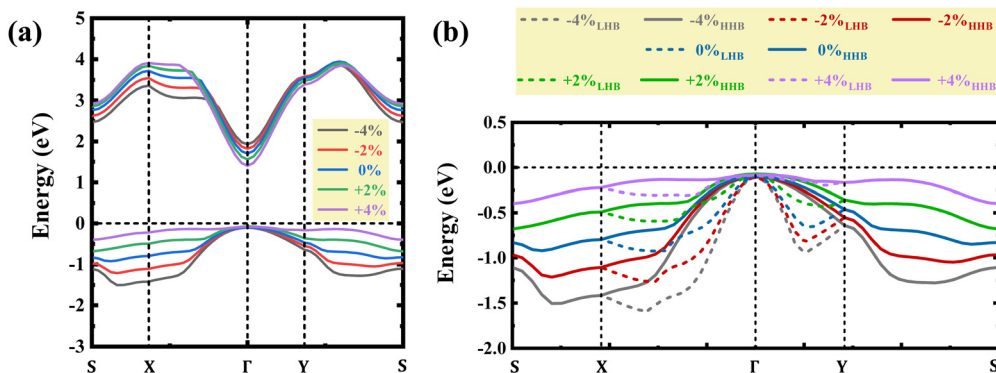 (a)
5
4
3
2
1
0
-1
-2
-3
Energy (eV)
-4%
-2%
0%
+2%
+4%
S X Γ Y S
(b)
-4%LHB -4%HHB -2%LHB -2%HHB
0%LHB 0%HHB
+2%LHB +2%HHB +4%LHB +4%HHB
0.5
0.0
-0.5
-1.0
-1.5
-2.0
Energy (eV)
S X Γ Y S